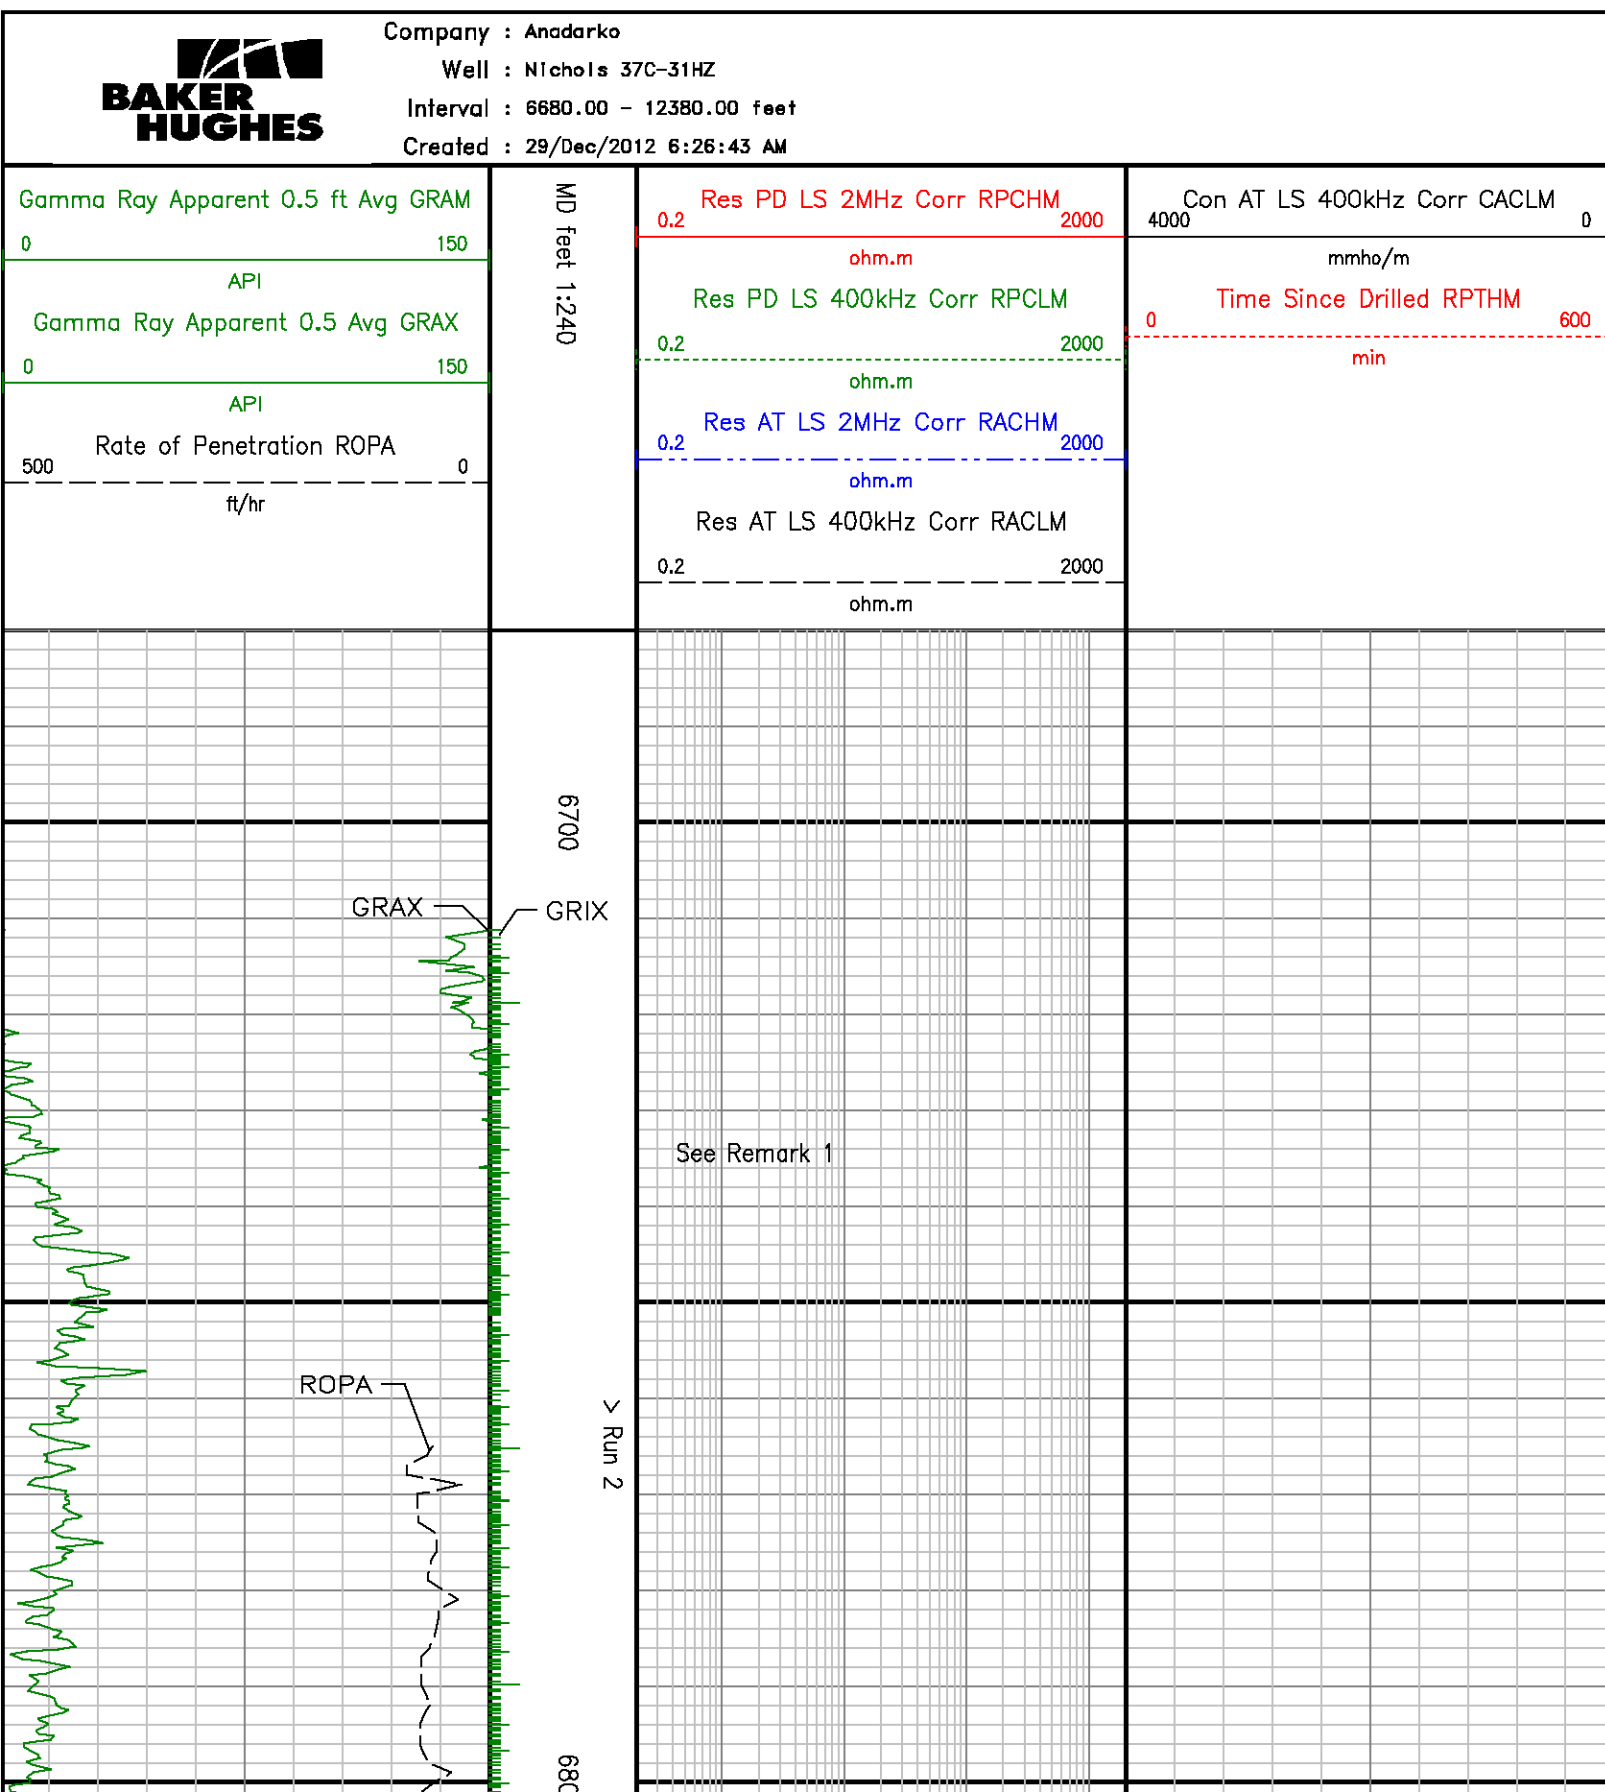 BAKER
HUGHES
Company : Anadarko
Well : Nichols 37C-31HZ
Interval : 6680.00 - 12380.00 feet
Created : 29/Dec/2012 6:26:43 AM
Gamma Ray Apparent 0.5 ft Avg GRAM
0 150
API
Gamma Ray Apparent 0.5 Avg GRAX
0 150
API
Rate of Penetration ROPA
500 0
ft/hr
MD feet 1:240
Res PD LS 2MHz Corr RPCHM
0.2 2000
ohm.m
Res PD LS 400kHz Corr RPCLM
0.2 2000
ohm.m
Res AT LS 2MHz Corr RACHM
0.2 2000
ohm.m
Res AT LS 400kHz Corr RACLM
0.2 2000
ohm.m
Con AT LS 400kHz Corr CACLM
4000 0
mmho/m
Time Since Drilled RPTHM
0 600
min
6700
GRAX
GRIX
See Remark 1
ROPA
> Run 2